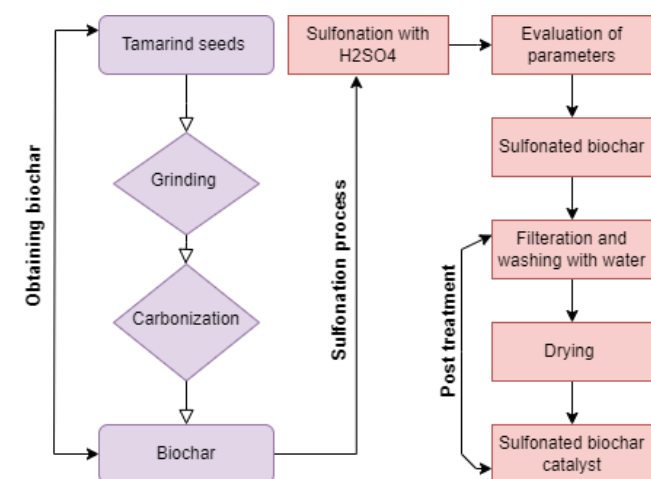 Tamarind seeds
Grinding
Carbonization
Biochar
Obtaining biochar
Sulfonation process
Sulfonation with
H2SO4
Evaluation of
parameters
Sulfonated biochar
Filteration and
washing with water
Drying
Sulfonated biochar
catalyst
Post treatment